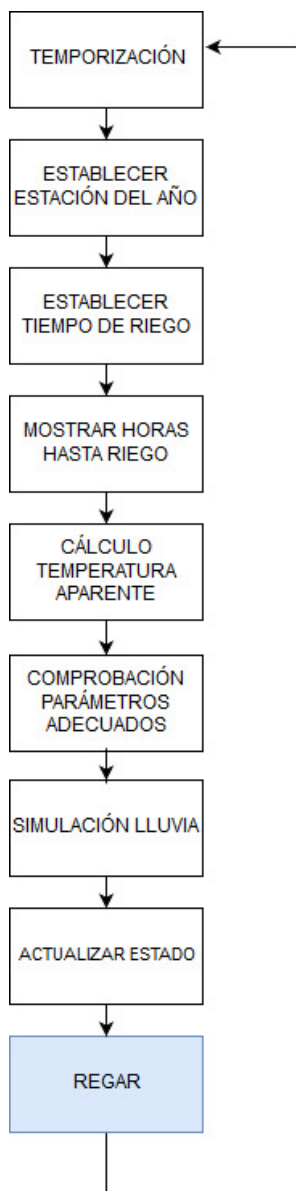 TEMPORIZACIÓN
ESTABLECER
ESTACIÓN DEL AÑO
ESTABLECER
TIEMPO DE RIEGO
MOSTRAR HORAS
HASTA RIEGO
CÁLCULO
TEMPERATURA
APARENTE
COMPROBACIÓN
PARÁMETROS
ADECUADOS
SIMULACIÓN LLUVIA
ACTUALIZAR ESTADO
REGAR